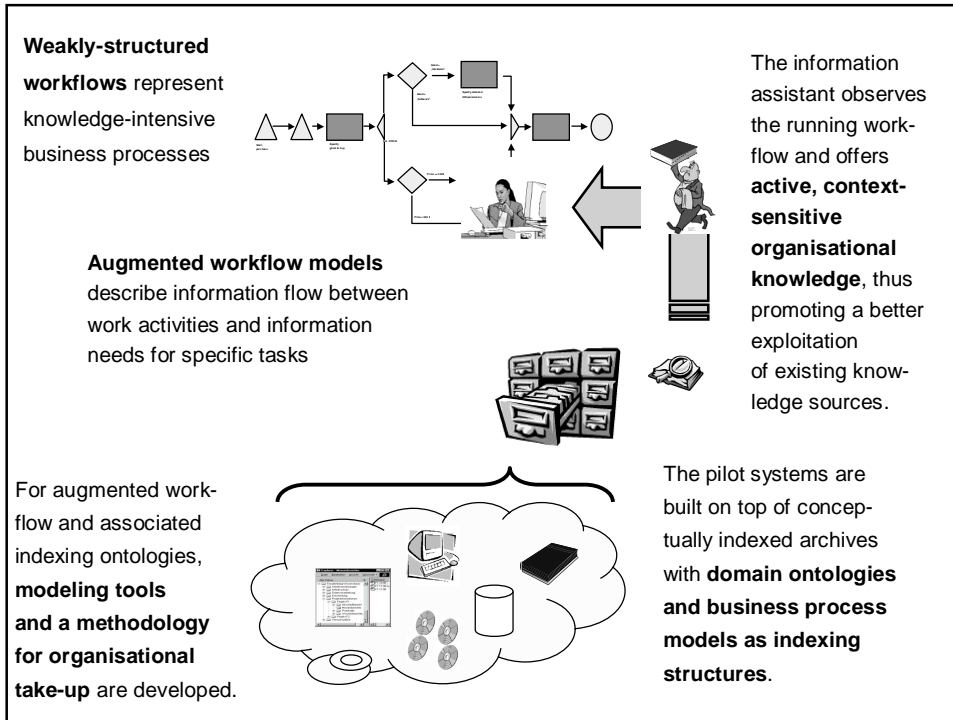 Weakly-structured
workflows represent
knowledge-intensive
business processes
The information
assistant observes
the running work-
flow and offers
active, context-
sensitive
organisational
knowledge, thus
promoting a better
exploitation
of existing know-
ledge sources.
Augmented workflow models
describe information flow between
work activities and information
needs for specific tasks
For augmented work-
flow and associated
indexing ontologies,
modeling tools
and a methodology
for organisational
take-up are developed.
The pilot systems are
built on top of concep-
tually indexed archives
with domain ontologies
and business process
models as indexing
structures.